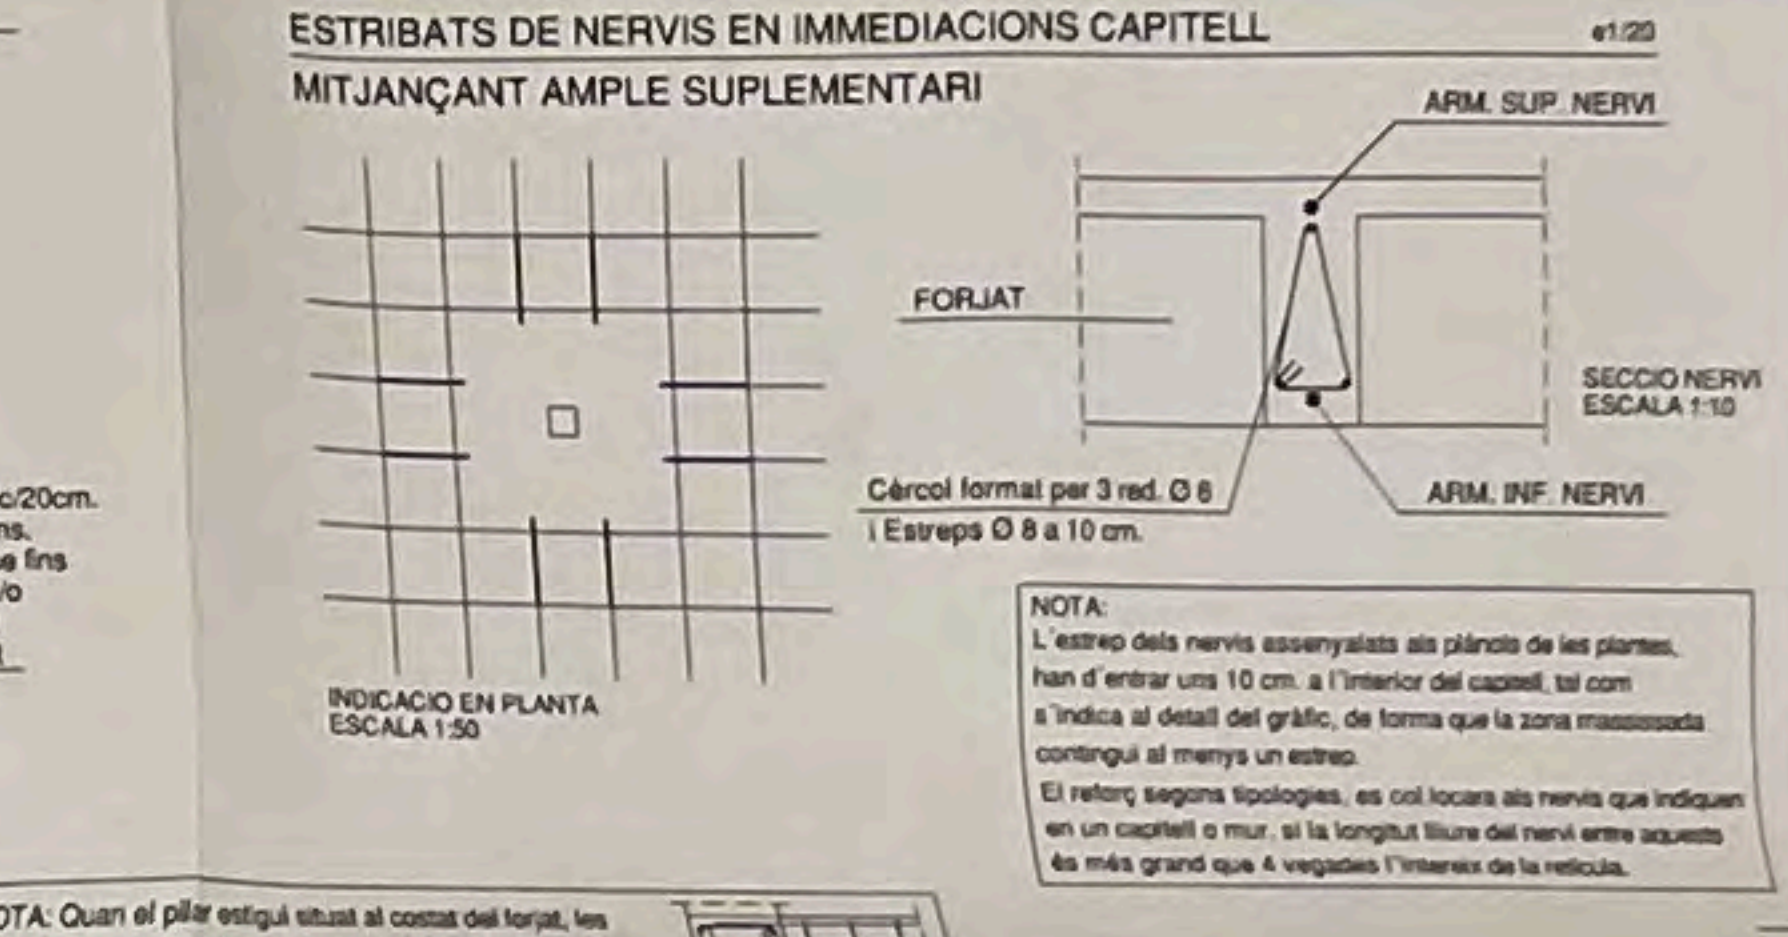 ESTRIBATS DE NERVIS EN IMMEDIACIONS CAPITELL
e1/20
MITJANÇANT AMPLE SUPLEMENTARI
ARM. SUP. NERVI
FORJAT
SECCIO NERVI
ESCALA 1:10
Cèrcol format per 3 red. Ø 6
i Estreps Ø 8 a 10 cm.
ARM. INF. NERVI
INDICACIO EN PLANTA
ESCALA 1:50
c/20cm.
ns.
e fins
/o
NOTA:
L'estrep dels nervis assenyalats als plànols de les plantes,
han d'entrar uns 10 cm. a l'interior del capitell, tal com
s'indica al detall del gràfic, de forma que la zona massissada
contingui al menys un estrep.
El reforç segons tipologies, es col.locara als nervis que indiquen
en un capitell o mur, si la longitut lliure del nervi entre aquests
és més grand que 4 vegades l'intereix de la reticula.
OTA: Quan el pilar estigui situat al costat del forjat, les